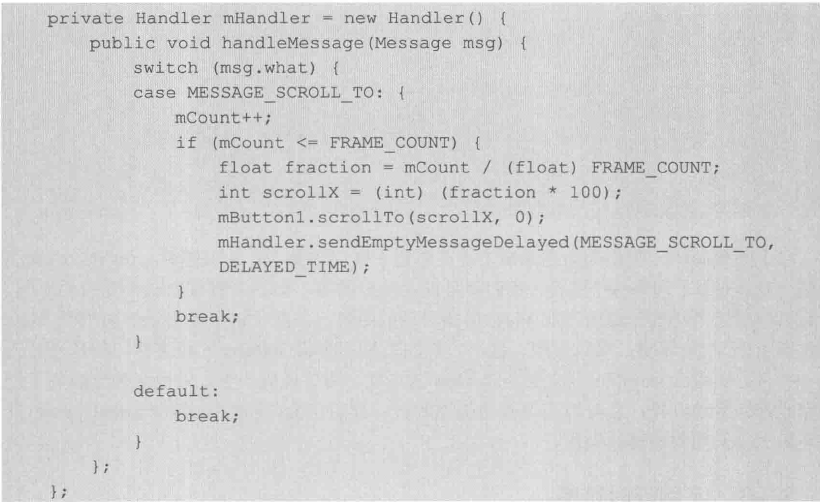 private Handler mHandler = new Handler() {
    public void handleMessage(Message msg) {
        switch (msg.what) {
        case MESSAGE_SCROLL_TO: {
            mCount++;
            if (mCount <= FRAME_COUNT) {
                float fraction = mCount / (float) FRAME_COUNT;
                int scrollX = (int) (fraction * 100);
                mButton1.scrollTo(scrollX, 0);
                mHandler.sendEmptyMessageDelayed(MESSAGE_SCROLL_TO,
                DELAYED_TIME);
            }
            break;
        }

        default:
            break;
        }
    };
};